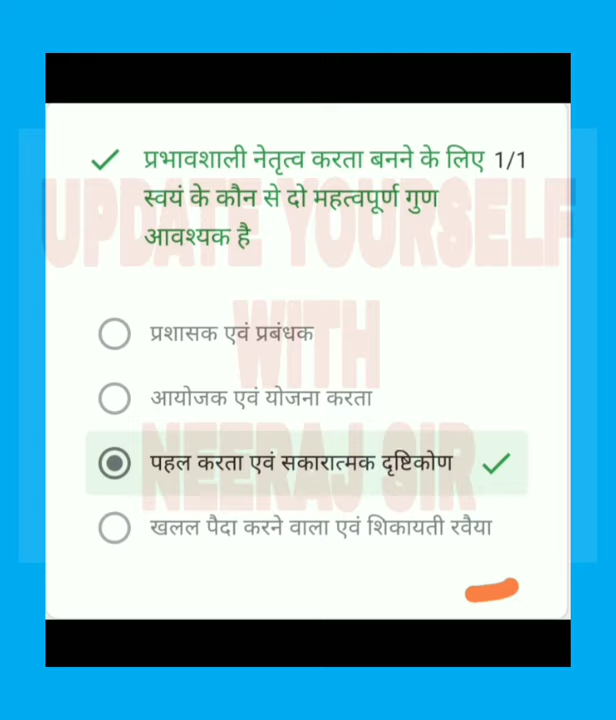 प्रभावशाली नेतृत्व करता बनने के लिए 1/1
स्वयं के कौन से दो महत्वपूर्ण गुण
आवश्यक है
UPDATE YOURSELF
WITH
NEERAJ SIR
प्रशासक एवं प्रबंधक
आयोजक एवं योजना करता
पहल करता एवं सकारात्मक दृष्टिकोण
खलल पैदा करने वाला एवं शिकायती रवैया